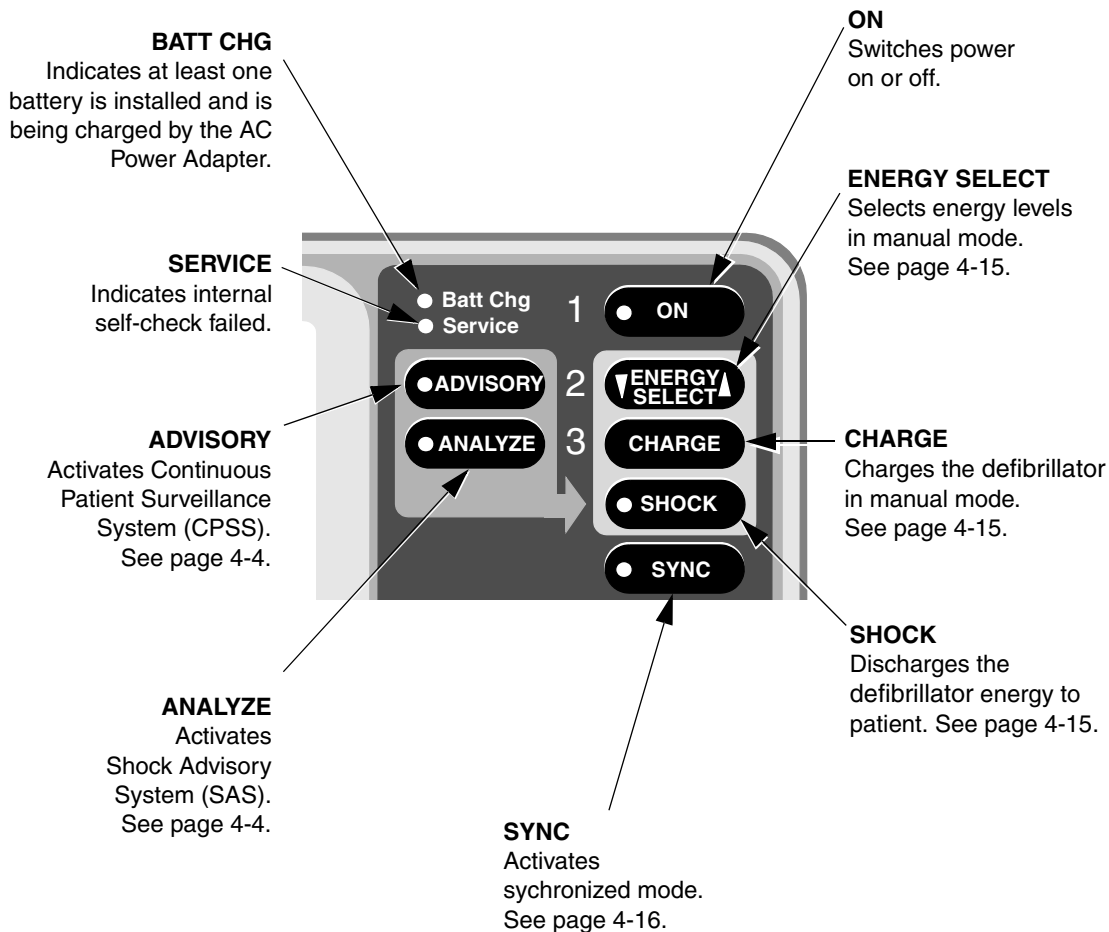 BATT CHG
Indicates at least one
battery is installed and is
being charged by the AC
Power Adapter.
SERVICE
Indicates internal
self-check failed.
ADVISORY
Activates Continuous
Patient Surveillance
System (CPSS).
See page 4-4.
ANALYZE
Activates
Shock Advisory
System (SAS).
See page 4-4.
Batt Chg
Service
1
ON
ADVISORY
2
ENERGY
SELECT
ANALYZE
3
CHARGE
SHOCK
SYNC
ON
Switches power
on or off.
ENERGY SELECT
Selects energy levels
in manual mode.
See page 4-15.
CHARGE
Charges the defibrillator
in manual mode.
See page 4-15.
SHOCK
Discharges the
defibrillator energy to
patient. See page 4-15.
SYNC
Activates
sychronized mode.
See page 4-16.